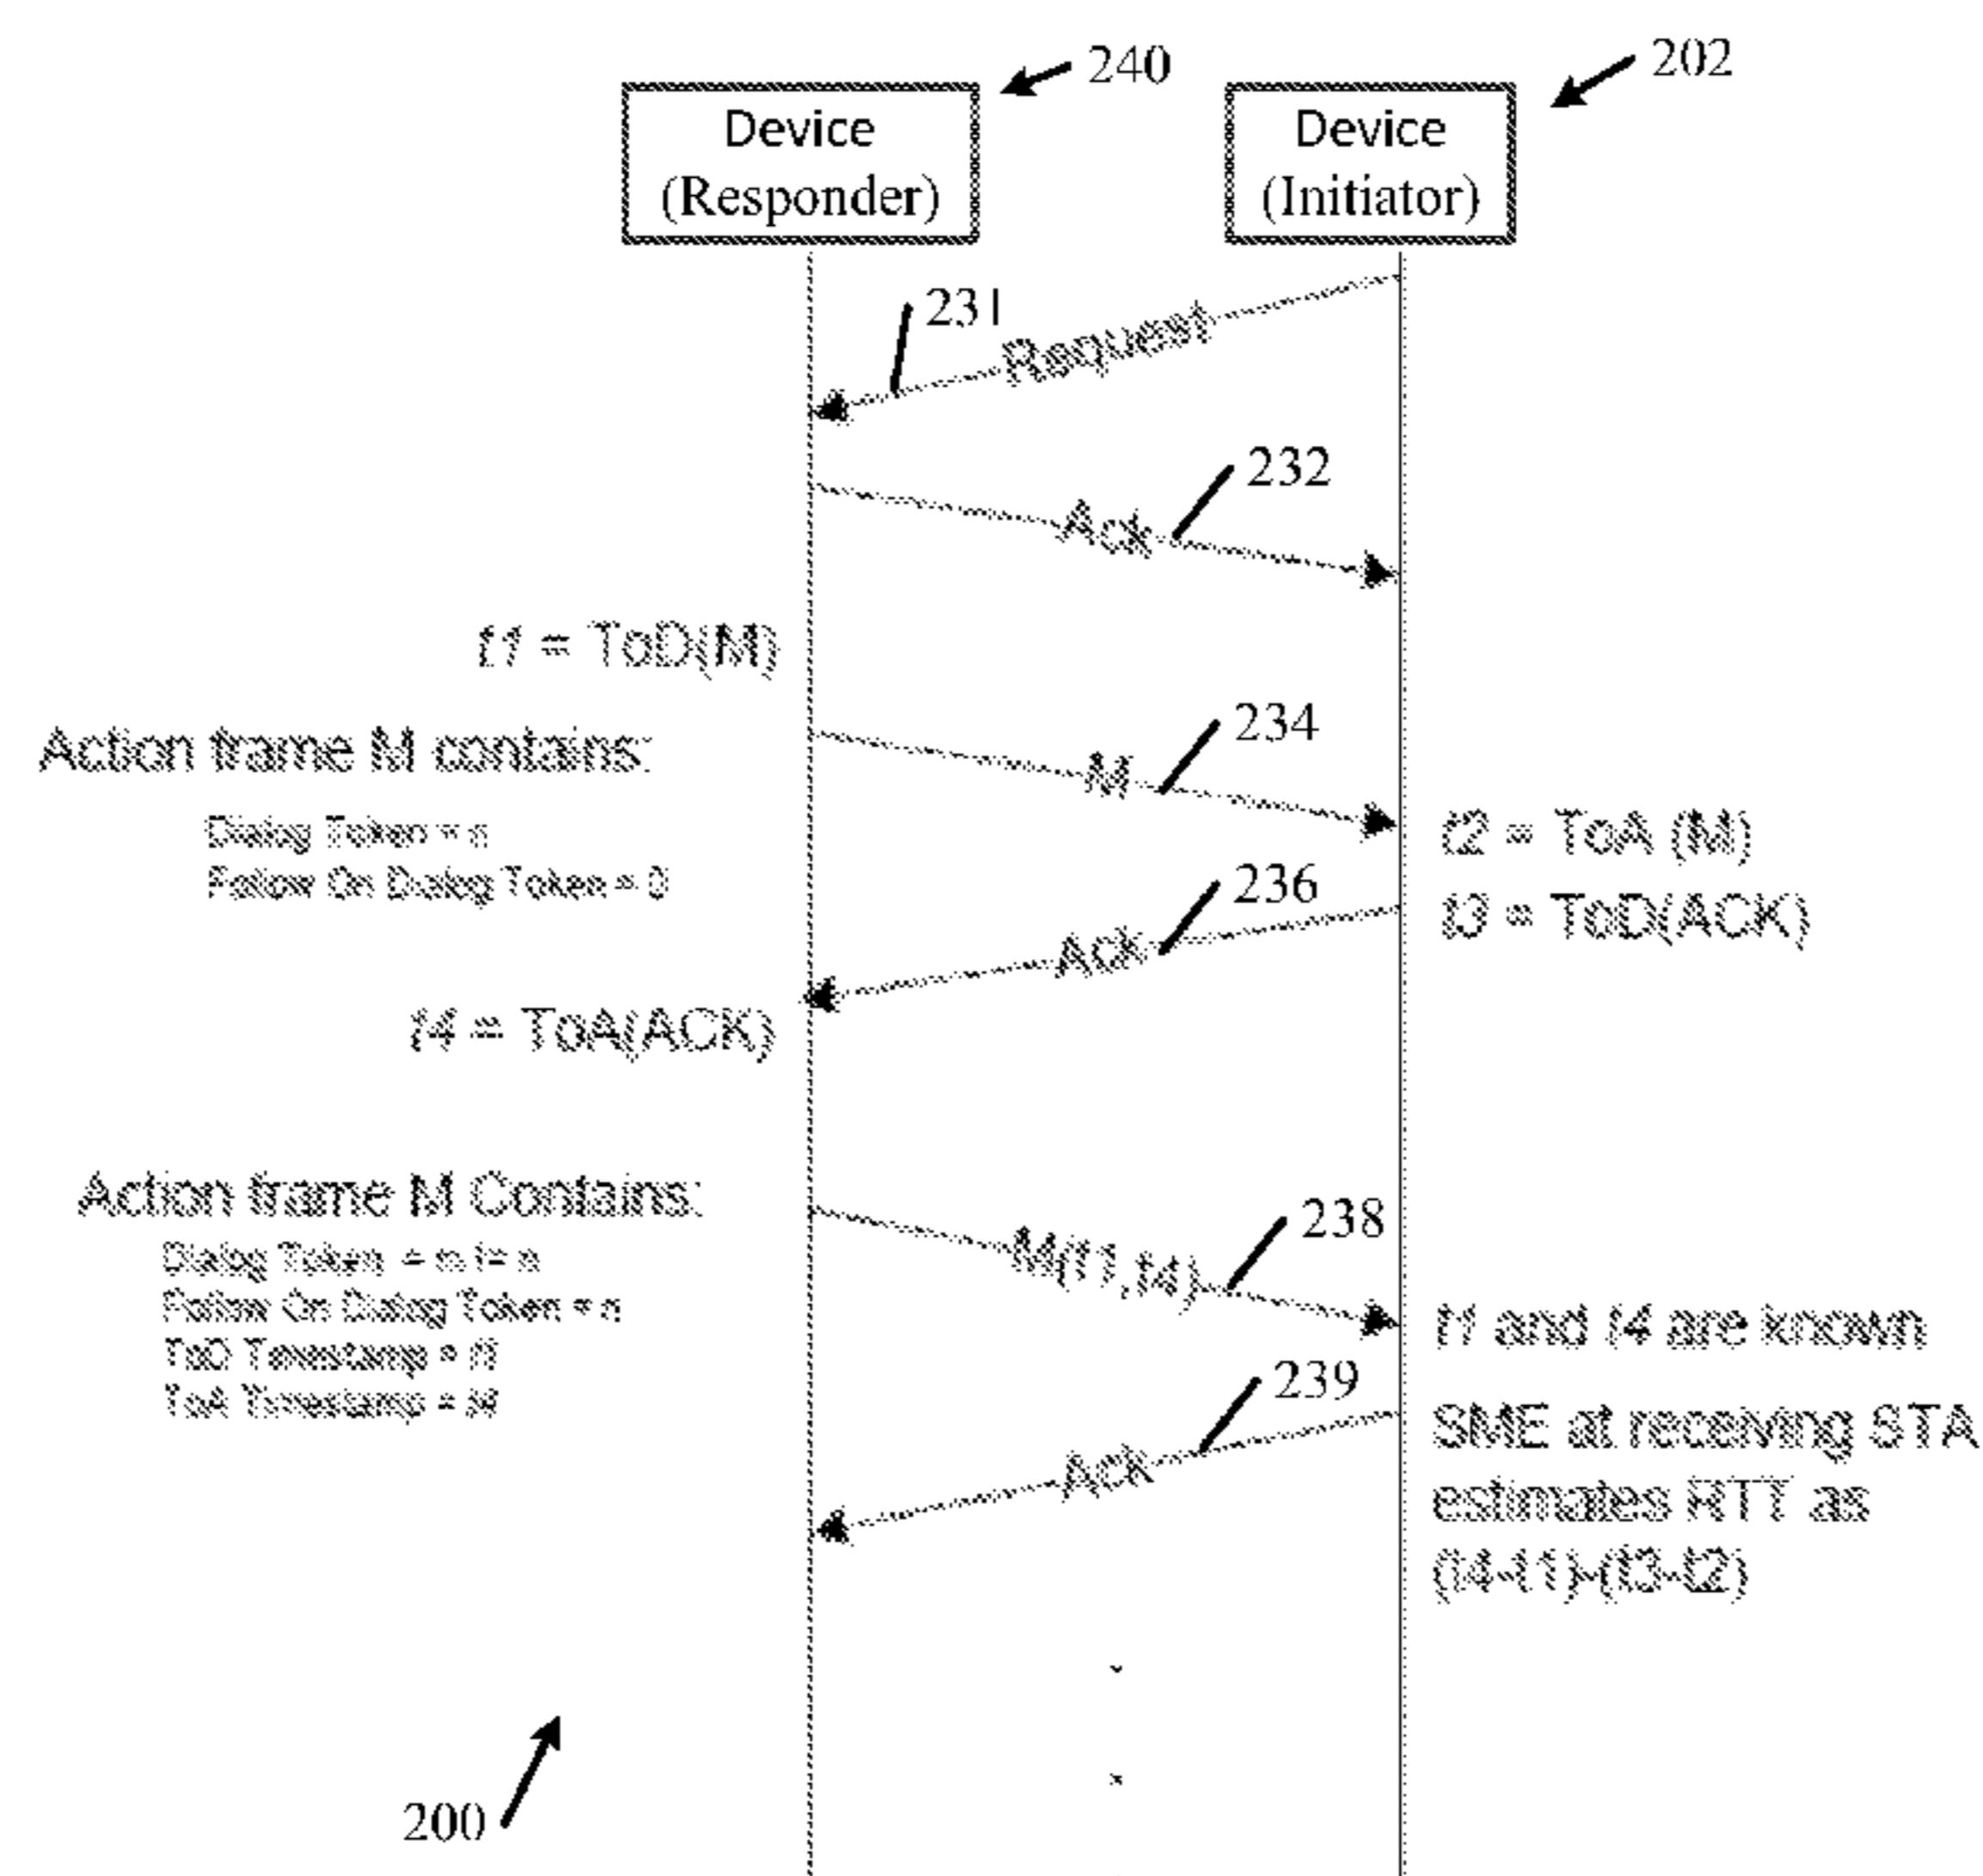 240
202
Device
(Responder)
Device
(Initiator)
231
Request
232
Ack
t1 = ToD(M)
234
Action frame M contains:
M
Dialog Token = n
t2 = ToA (M)
Follow On Dialog Token = 0
236
t3 = ToD(ACK)
Ack
t4 = ToA(ACK)
Action frame M Contains:
238
Dialog Token = m != n
M(t1,t4)
Follow On Dialog Token = n
t1 and t4 are known
ToD Timestamp = t1
239
ToA Timestamp = t4
SME at receiving STA
Ack
estimates RTT as
(t4-t1)-(t3-t2)
200